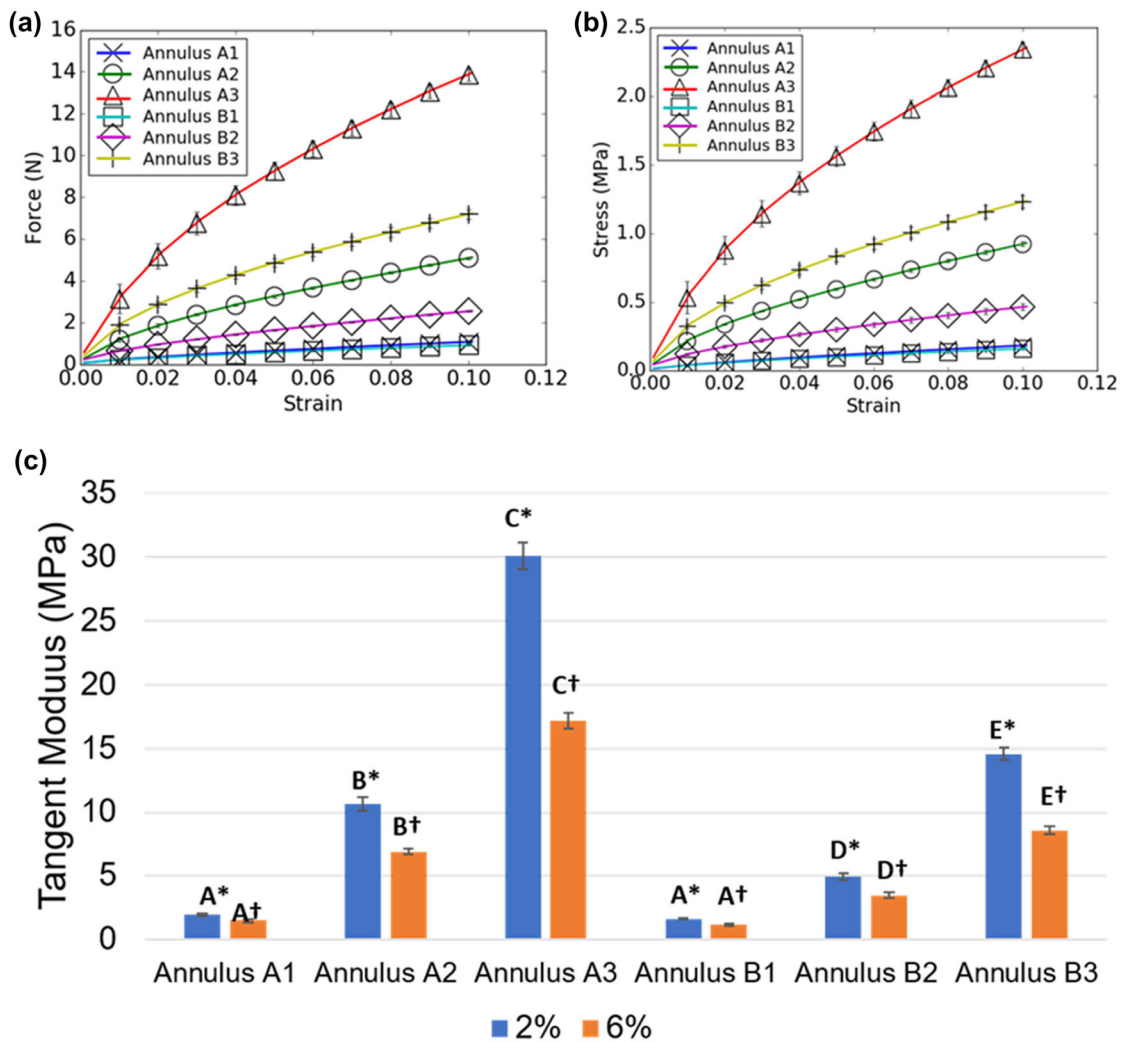 (a)
16
14
12
10
8
6
4
2
0
Force (N)
Annulus A1
Annulus A2
Annulus A3
Annulus B1
Annulus B2
Annulus B3
0.00 0.02 0.04 0.06 0.08 0.10 0.12
Strain
(b)
2.5
2.0
1.5
1.0
0.5
0.0
Stress (MPa)
Annulus A1
Annulus A2
Annulus A3
Annulus B1
Annulus B2
Annulus B3
0.00 0.02 0.04 0.06 0.08 0.10 0.12
Strain
(c)
35
30
25
20
15
10
5
0
Tangent Moduus (MPa)
A* A†
B* B†
C* C†
A* A†
D* D†
E* E†
Annulus A1 Annulus A2 Annulus A3 Annulus B1 Annulus B2 Annulus B3
2% 6%